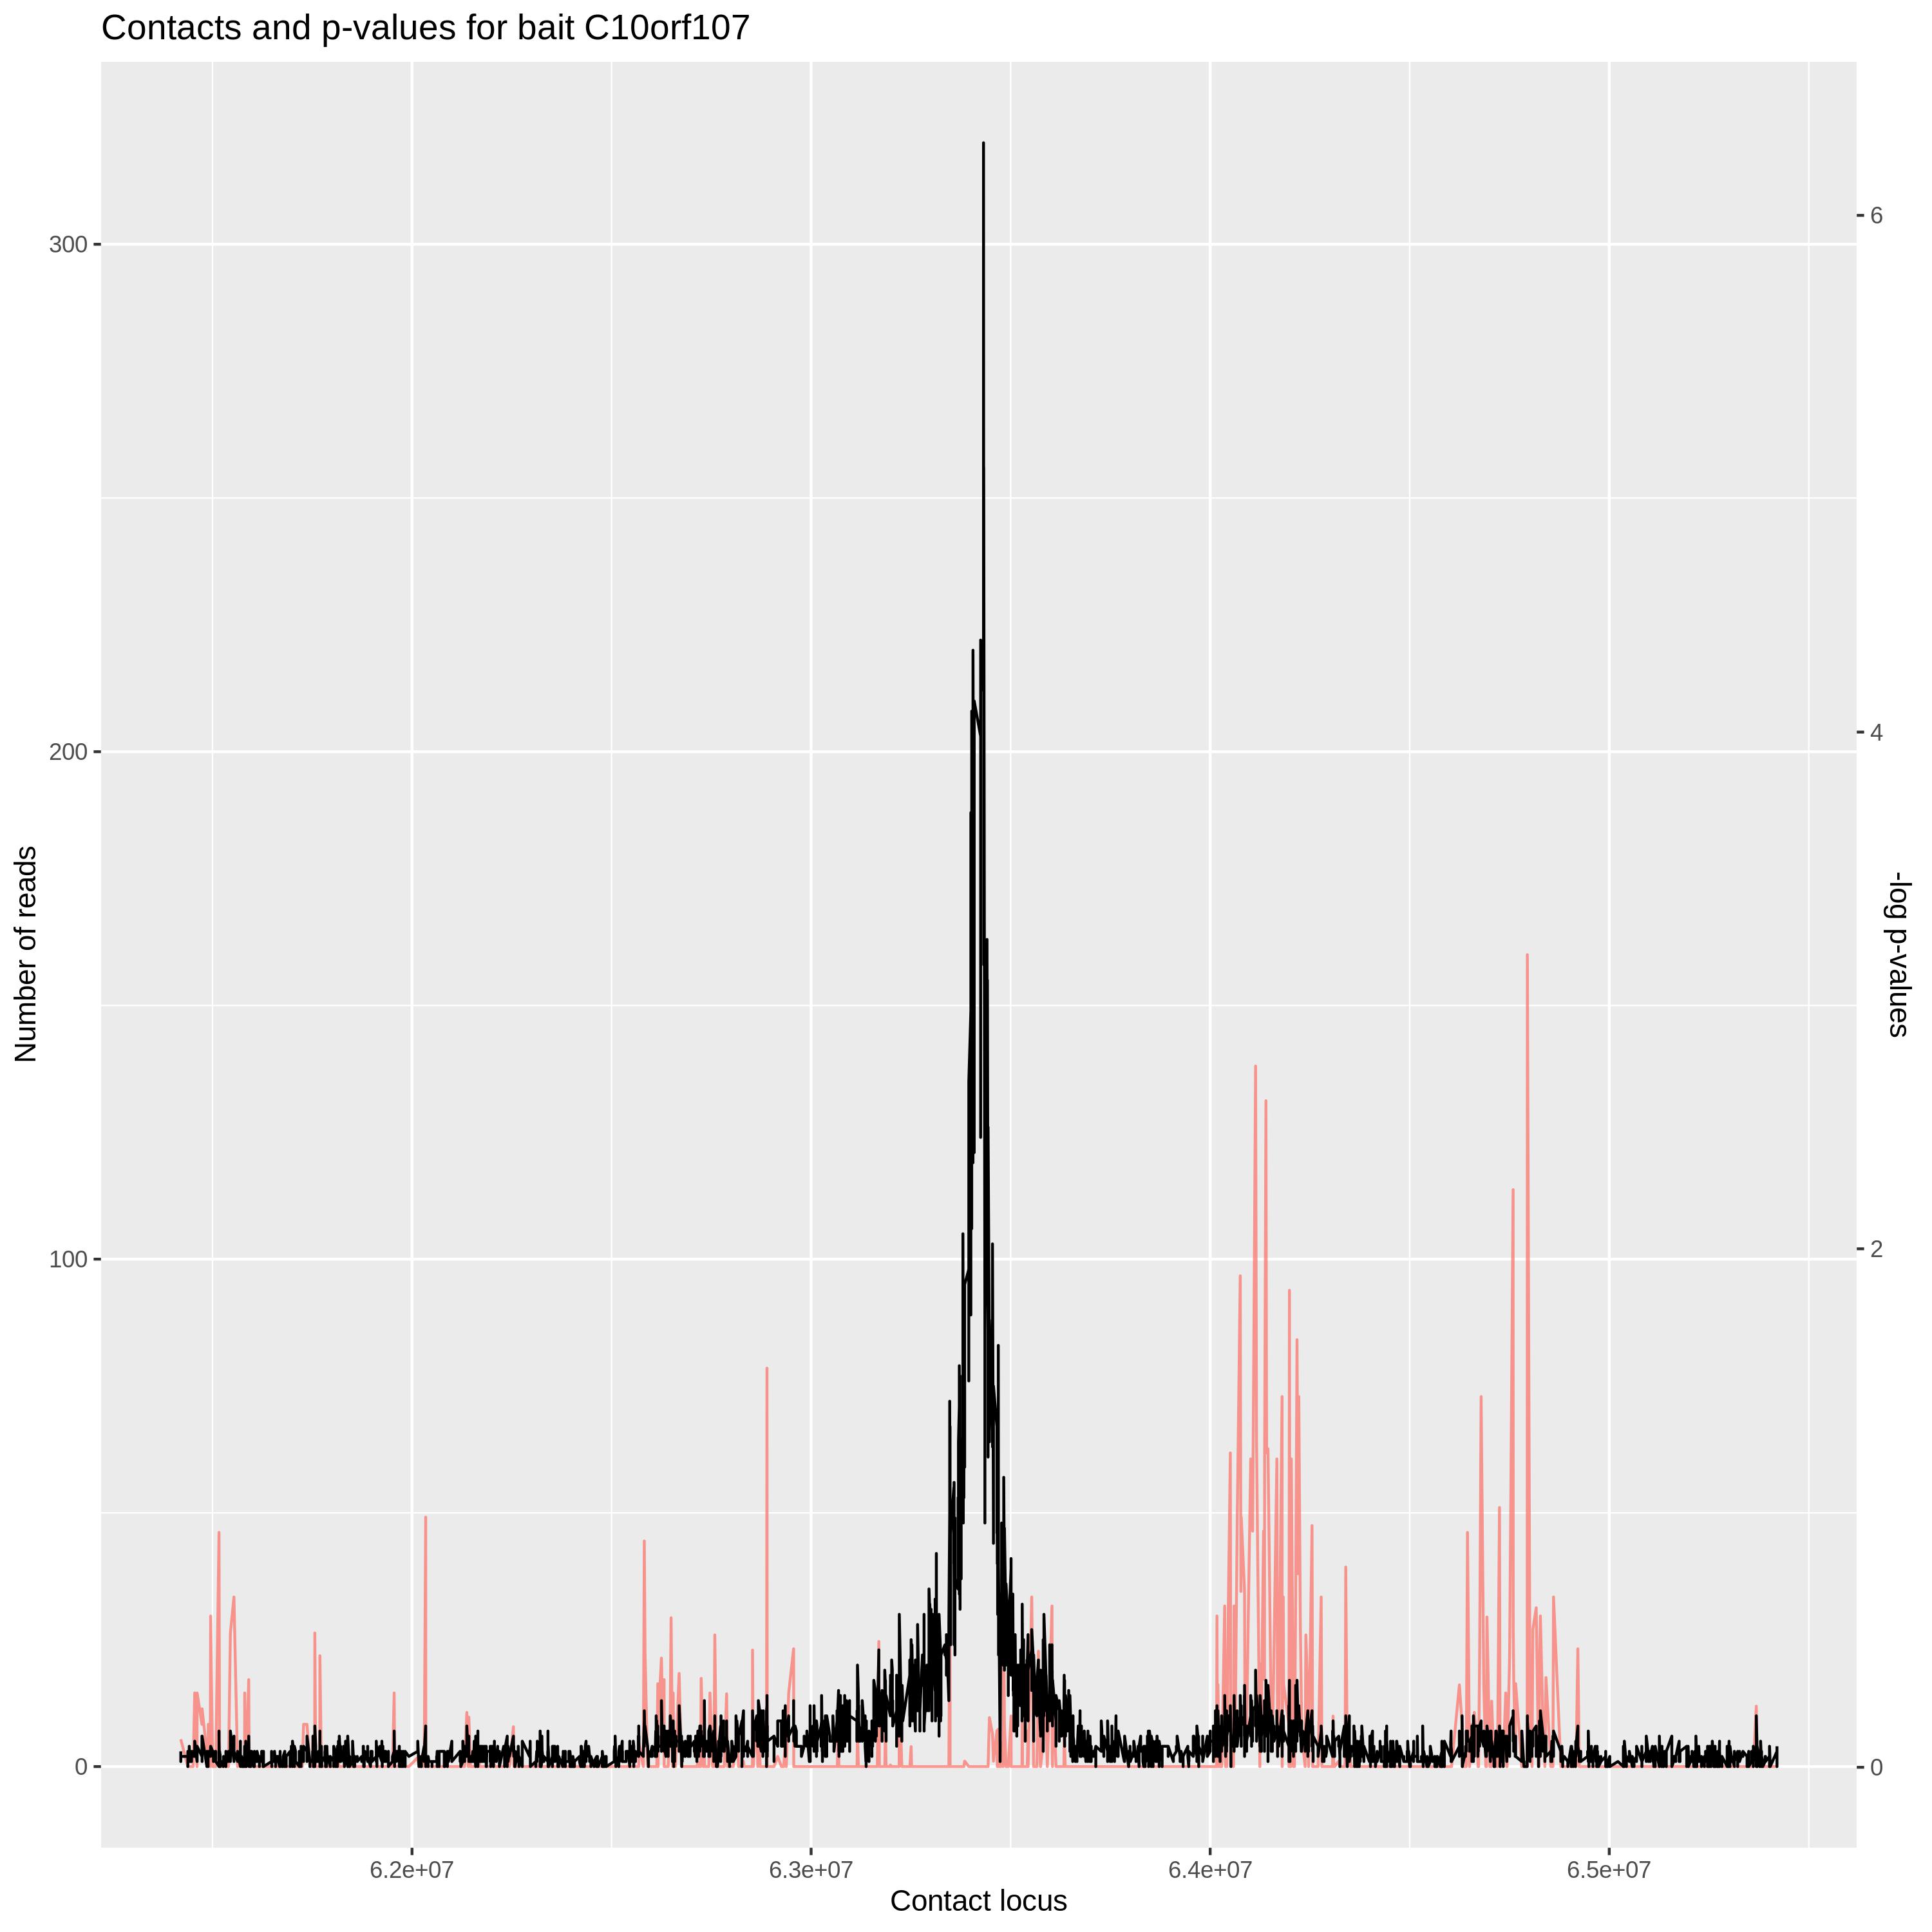 Contacts and p-values for bait C10orf107
300
200
100
0
Number of reads
6
4
2
0
-log p-values
6.2e+07
6.3e+07
6.4e+07
6.5e+07
Contact locus